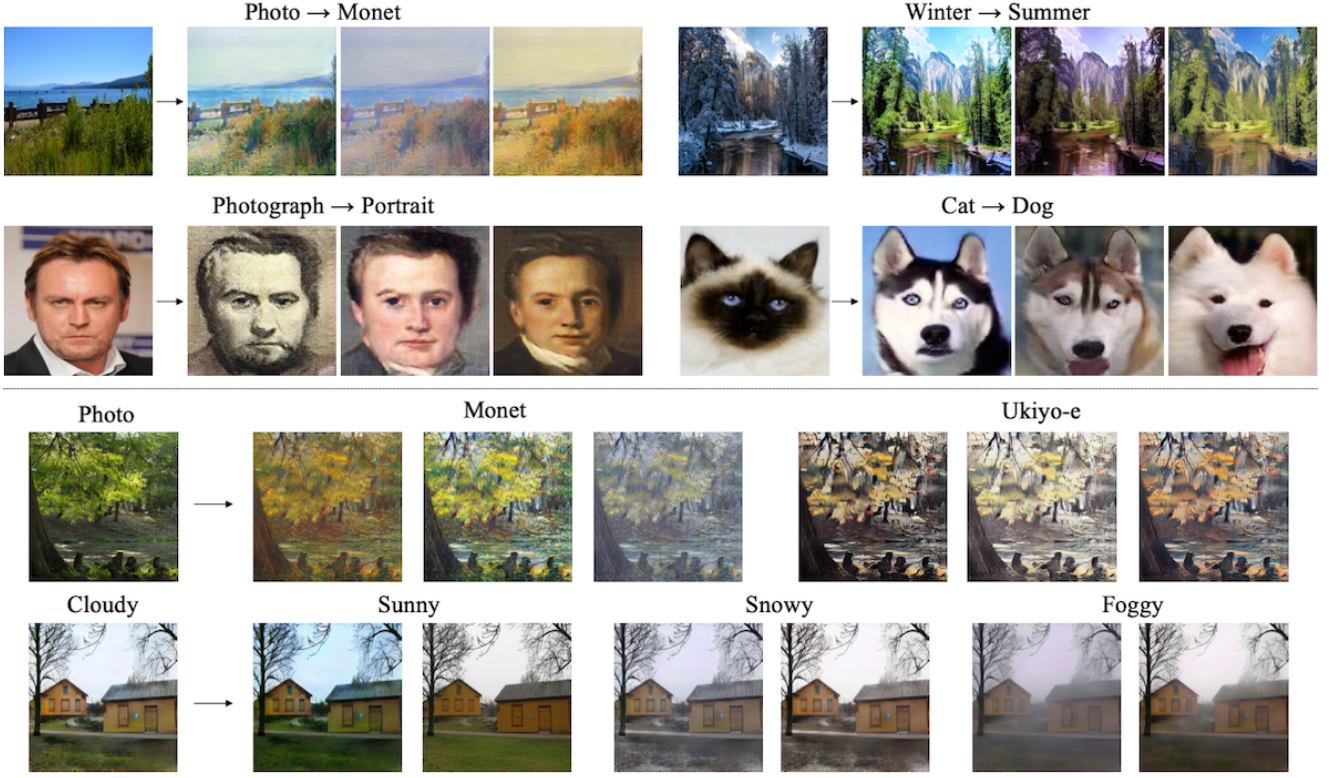 Photo → Monet
Winter → Summer
Photograph → Portrait
Cat → Dog
Photo
Monet
Ukiyo-e
Cloudy
Sunny
Snowy
Foggy